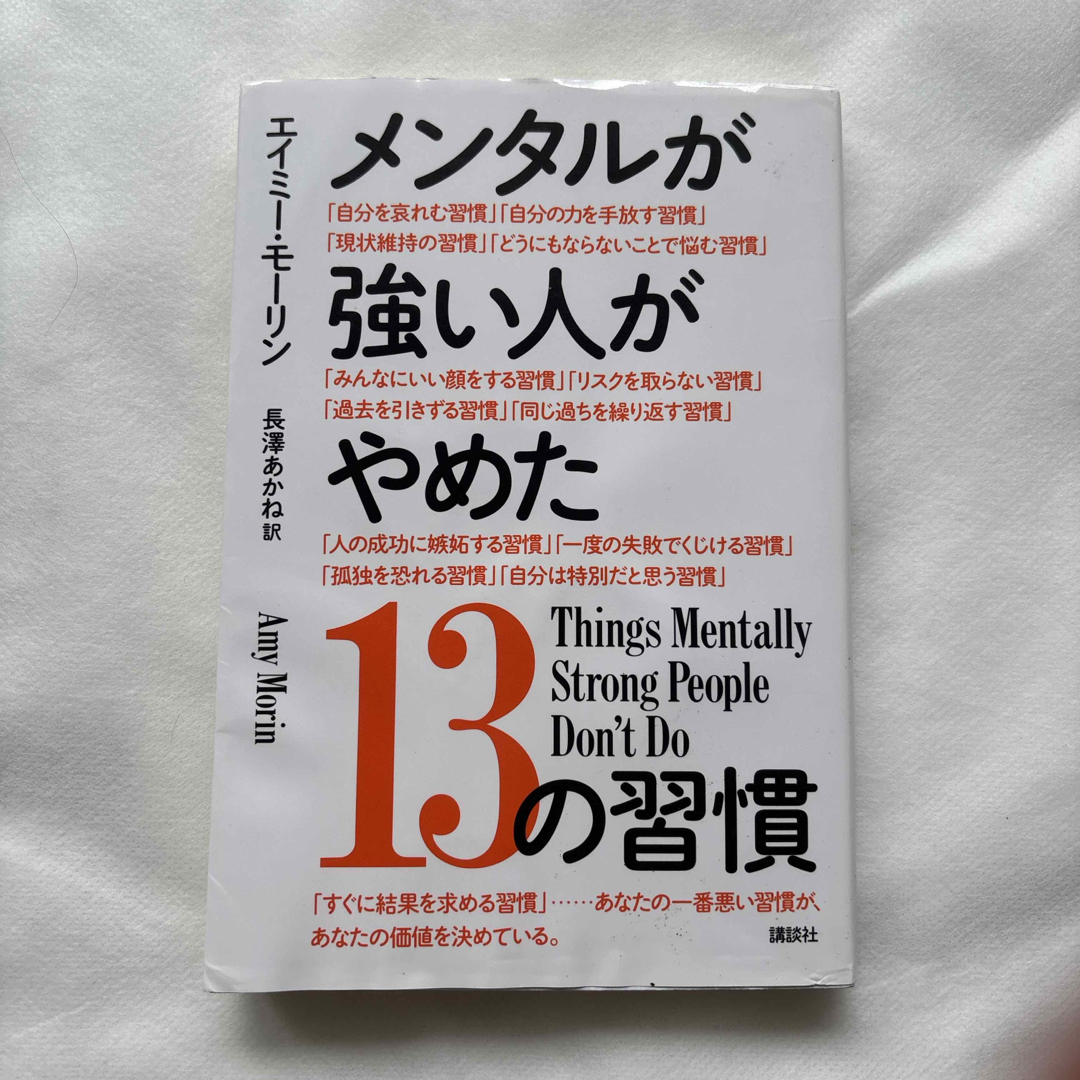 メンタルが
「自分を哀れむ習慣」「自分の力を手放す習慣」
「現状維持の習慣」「どうにもならないことで悩む習慣」
強い人が
「みんなにいい顔をする習慣」「リスクを取らない習慣」
「過去を引きずる習慣」「同じ過ちを繰り返す習慣」
やめた
「人の成功に嫉妬する習慣」「一度の失敗でくじける習慣」
「孤独を恐れる習慣」「自分は特別だと思う習慣」
13
Things Mentally
Strong People
Don't Do
の習慣
「すぐに結果を求める習慣」……あなたの一番悪い習慣が、
あなたの価値を決めている。
講談社
エイミー・モーリン
長澤あかね 訳
Amy Morin